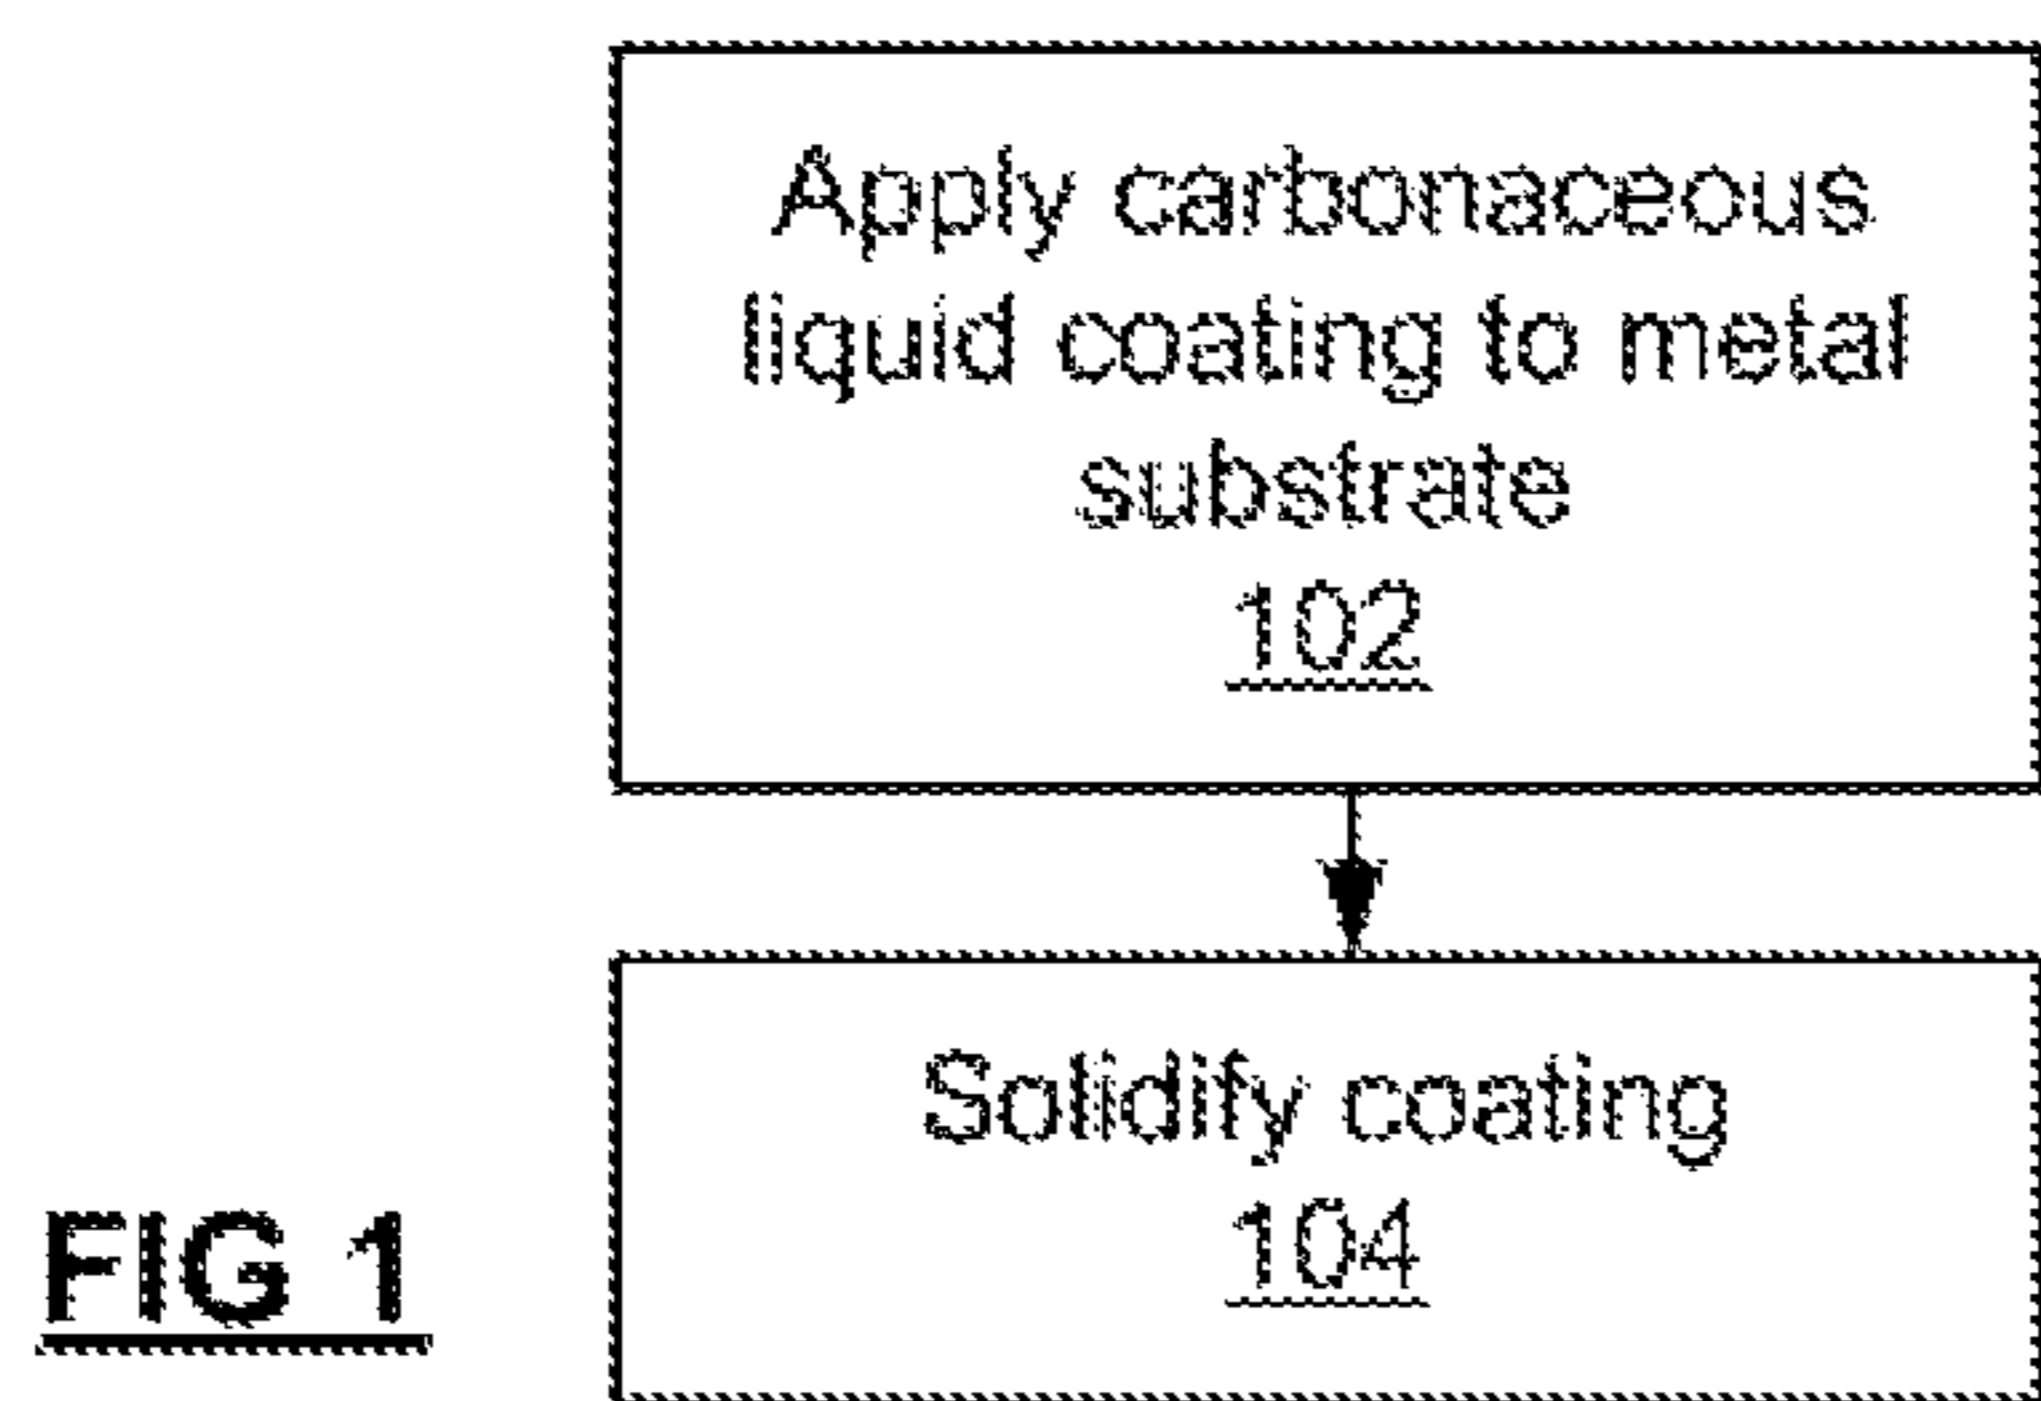 Apply carbonaceous
liquid coating to metal
substrate
102
Solidify coating
104
FIG 1